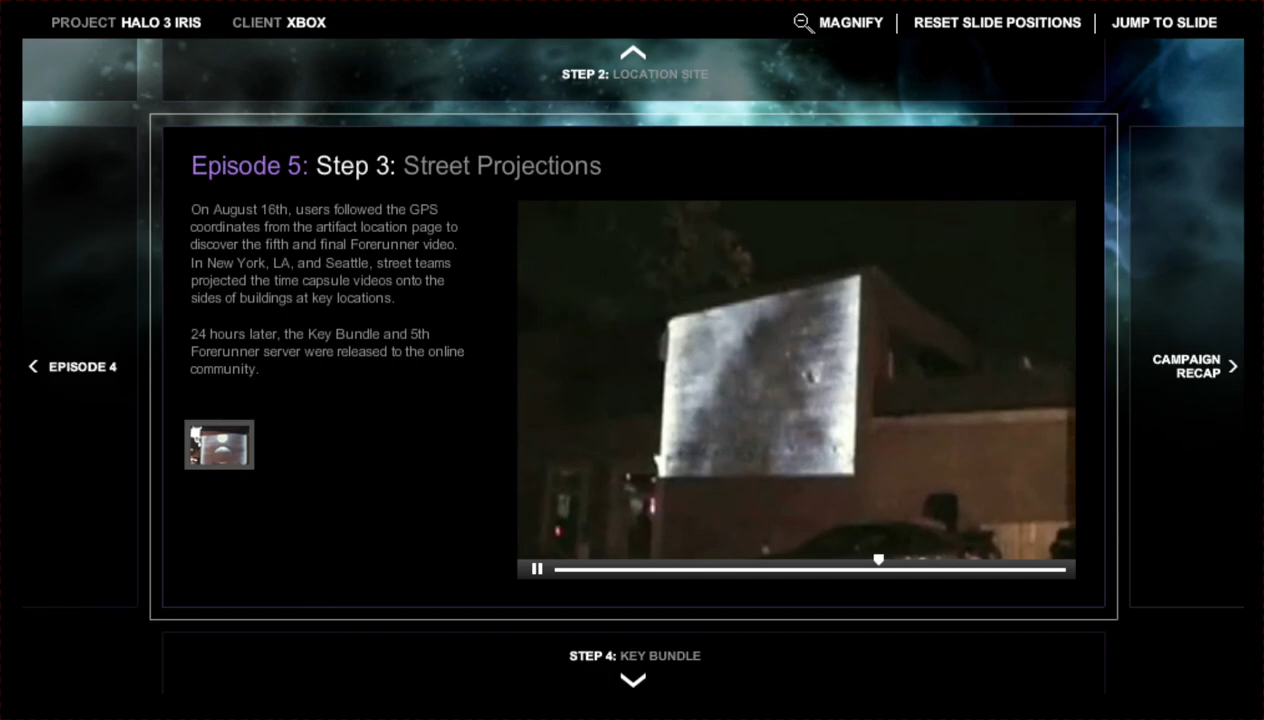 PROJECT HALO 3 IRIS CLIENT XBOX MAGNIFY RESET SLIDE POSITIONS JUMP TO SLIDE
STEP 2: LOCATION SITE
Episode 5: Step 3: Street Projections
On August 16th, users followed the GPS
coordinates from the artifact location page to
discover the fifth and final Forerunner video.
In New York, LA, and Seattle, street teams
projected the time capsule videos onto the
sides of buildings at key locations.
24 hours later, the Key Bundle and 5th
Forerunner server were released to the online
community.
EPISODE 4
CAMPAIGN
RECAP
STEP 4: KEY BUNDLE